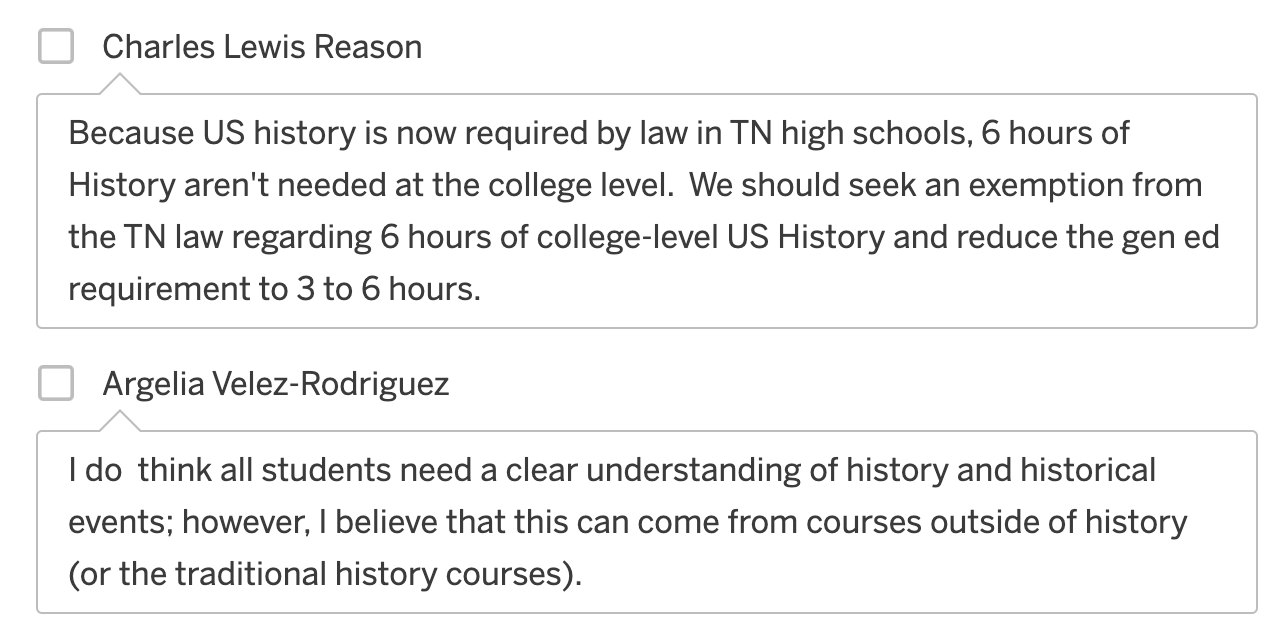 Charles Lewis Reason
Because US history is now required by law in TN high schools, 6 hours of
History aren't needed at the college level.  We should seek an exemption from
the TN law regarding 6 hours of college-level US History and reduce the gen ed
requirement to 3 to 6 hours.
Argelia Velez-Rodriguez
I do  think all students need a clear understanding of history and historical
events; however, I believe that this can come from courses outside of history
(or the traditional history courses).